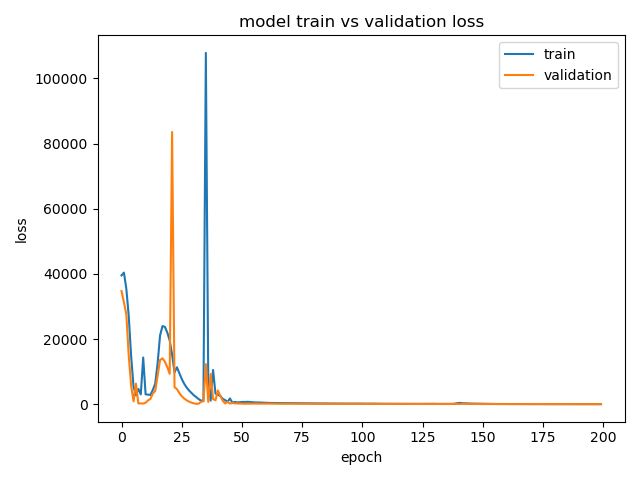 model train vs validation loss
train
validation
100000
80000
60000
40000
20000
0
loss
0 25 50 75 100 125 150 175 200
epoch